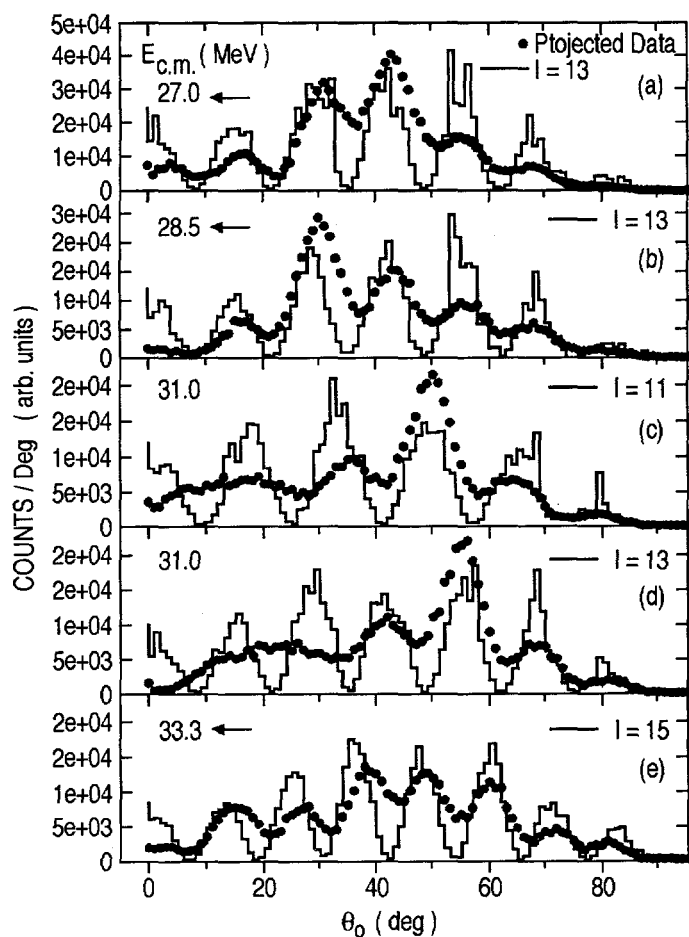 5e+04
4e+04
3e+04
2e+04
1e+04
0
E_c.m. ( MeV )
27.0
Ptojected Data
l = 13
(a)
3e+04
2e+04
2e+04
1e+04
5e+03
0
28.5
l = 13
(b)
2e+04
2e+04
1e+04
5e+03
0
31.0
l = 11
(c)
2e+04
2e+04
1e+04
5e+03
0
31.0
l = 13
(d)
2e+04
2e+04
1e+04
5e+03
0
33.3
l = 15
(e)
COUNTS / Deg ( arb. units )
0 20 40 60 80
θ₀ ( deg )